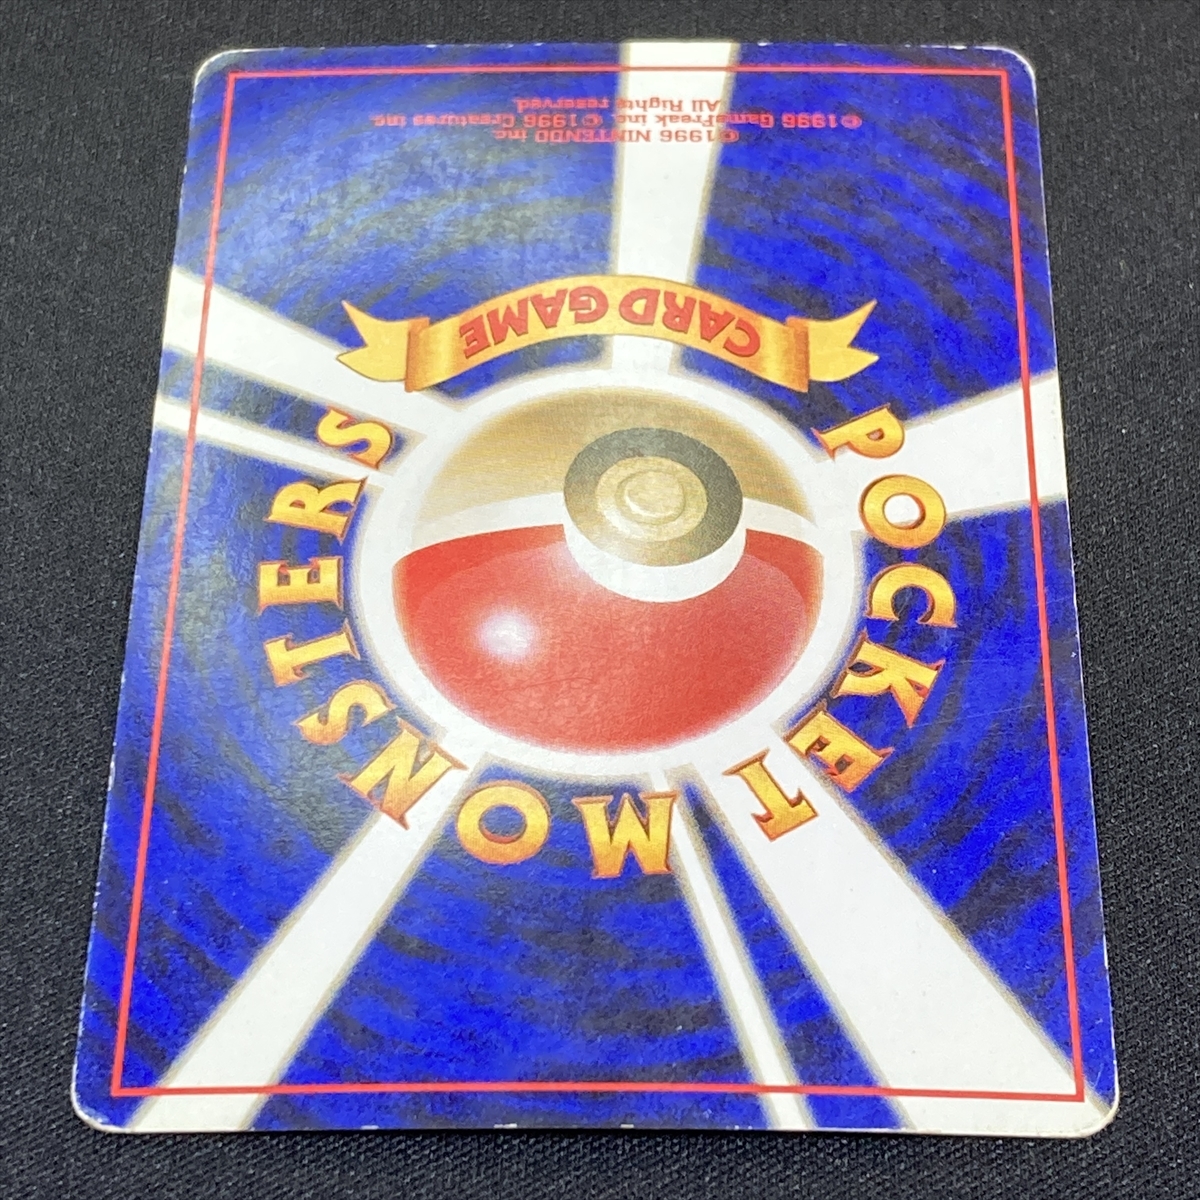 POCKET MONSTERS
CARD GAME
©1996 NINTENDO inc.
©1996 GameFreak inc. ©1996 Creatures inc.
All Rights reserved.